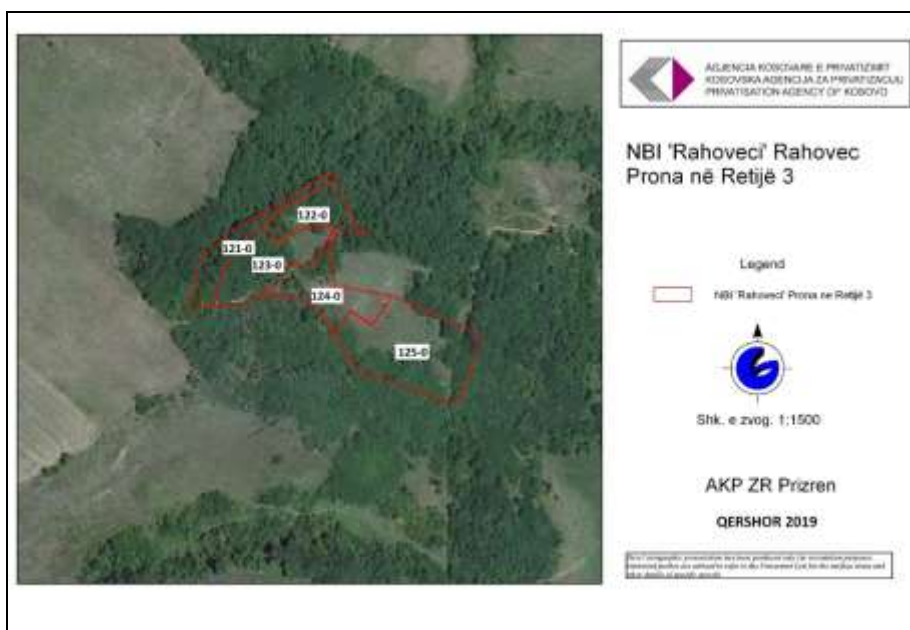 AGJENCIA KOSOVARE E PRIVATIZIMIT
KOSOVSKA AGENCIJA ZA PRIVATIZACIJU
PRIVATISATION AGENCY OF KOSOVO
NBI 'Rahoveci' Rahovec
Prona në Retijë 3
Legend
NBI 'Rahoveci' Prona ne Retijë 3
Shk. e zvog. 1:1500
AKP ZR Prizren
QERSHOR 2019
122-0
121-0
123-0
124-0
125-0